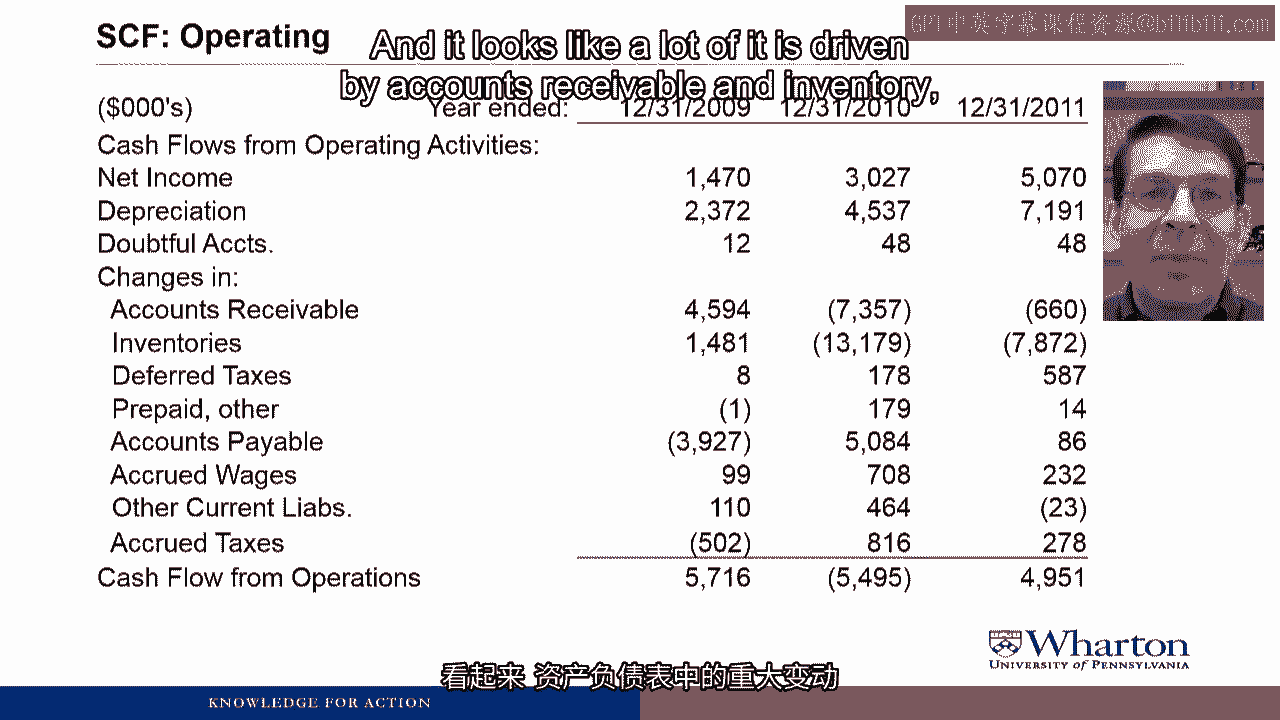 SCF: Operating
GPT中英字幕课程资源@bilibili.com
And it looks like a lot of it is driven
by accounts receivable and inventory,
($000's) Year ended: 12/31/2009 12/31/2010 12/31/2011
Cash Flows from Operating Activities:
Net Income 1,470 3,027 5,070
Depreciation 2,372 4,537 7,191
Doubtful Accts. 12 48 48
Changes in:
Accounts Receivable 4,594 (7,357) (660)
Inventories 1,481 (13,179) (7,872)
Deferred Taxes 8 178 587
Prepaid, other (1) 179 14
Accounts Payable (3,927) 5,084 86
Accrued Wages 99 708 232
Other Current Liabs. 110 464 (23)
Accrued Taxes (502) 816 278
Cash Flow from Operations 5,716 (5,495) 4,951
Wharton
UNIVERSITY of PENNSYLVANIA
看起来 资产负债表中的重大变动
KNOWLEDGE FOR ACTION